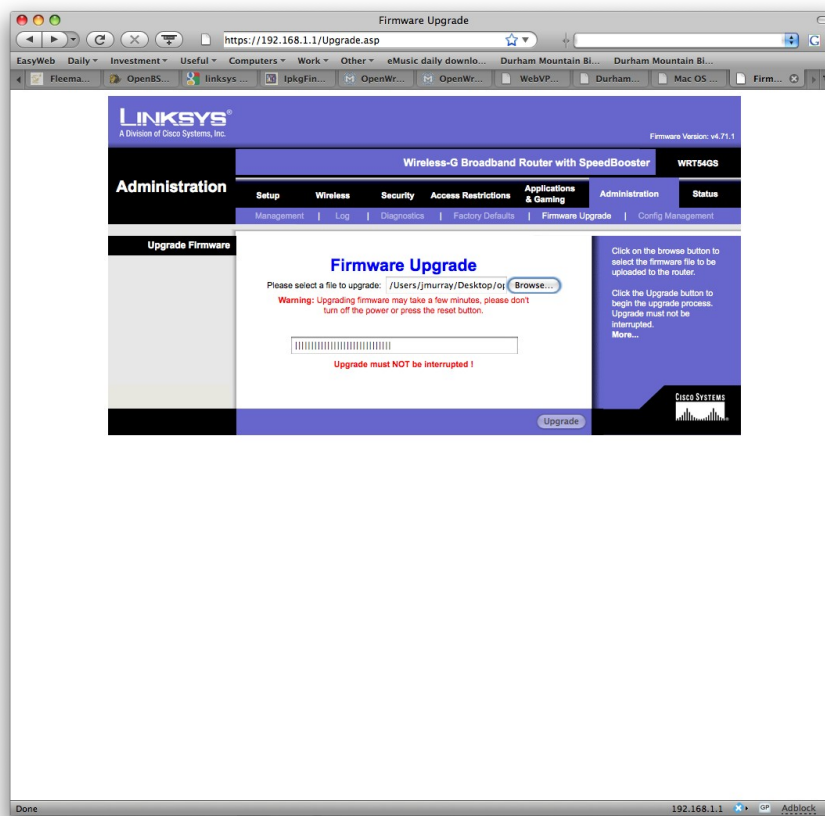 Firmware Upgrade
https://192.168.1.1/Upgrade.asp
G
EasyWeb Daily Investment Useful Computers Work Other eMusic daily downlo... Durham Mountain Bi... Durham Mountain Bi...
Fleema... OpenBS... linksys ... IpkgFin... OpenWr... OpenWr... WebVP... Durham... Mac OS ... Firm...
LINKSYS®
A Division of Cisco Systems, Inc.
Firmware Version: v4.71.1
Wireless-G Broadband Router with SpeedBooster WRT54GS
Administration
Setup Wireless Security Access Restrictions Applications & Gaming Administration Status
Management | Log | Diagnostics | Factory Defaults | Firmware Upgrade | Config Management
Upgrade Firmware
Firmware Upgrade
Please select a file to upgrade: /Users/jmurray/Desktop/op Browse...
Warning: Upgrading firmware may take a few minutes, please don't
turn off the power or press the reset button.
Upgrade must NOT be interrupted !
Click on the browse button to
select the firmware file to be
uploaded to the router.
Click the Upgrade button to
begin the upgrade process.
Upgrade must not be
interrupted.
More...
CISCO SYSTEMS
Upgrade
Done 192.168.1.1 GP Adblock